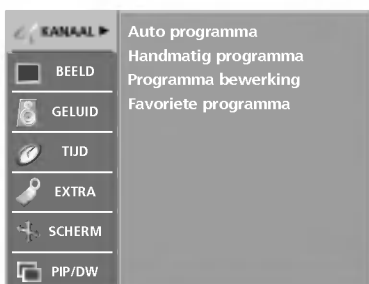 KANAAL
Auto programma
Handmatig programma
Programma bewerking
Favoriete programma
BEELD
GELUID
TIJD
EXTRA
SCHERM
PIP/DW